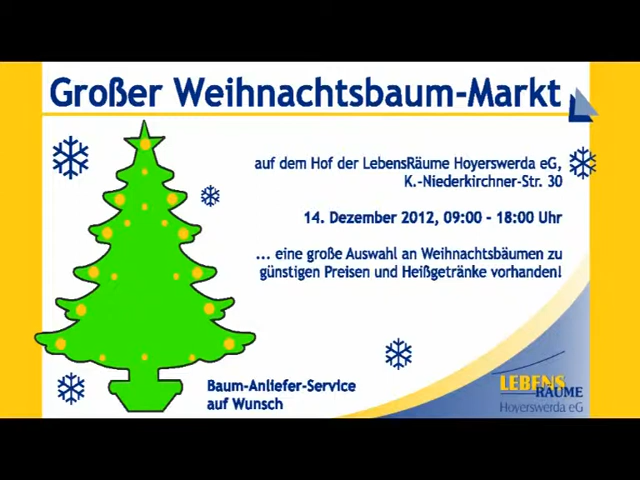 Großer Weihnachtsbaum-Markt
auf dem Hof der LebensRäume Hoyerswerda eG,
K.-Niederkirchner-Str. 30
14. Dezember 2012, 09:00 - 18:00 Uhr
... eine große Auswahl an Weihnachtsbäumen zu
günstigen Preisen und Heißgetränke vorhanden!
Baum-Anliefer-Service
auf Wunsch
LEBENS
RÄUME
Hoyerswerda eG